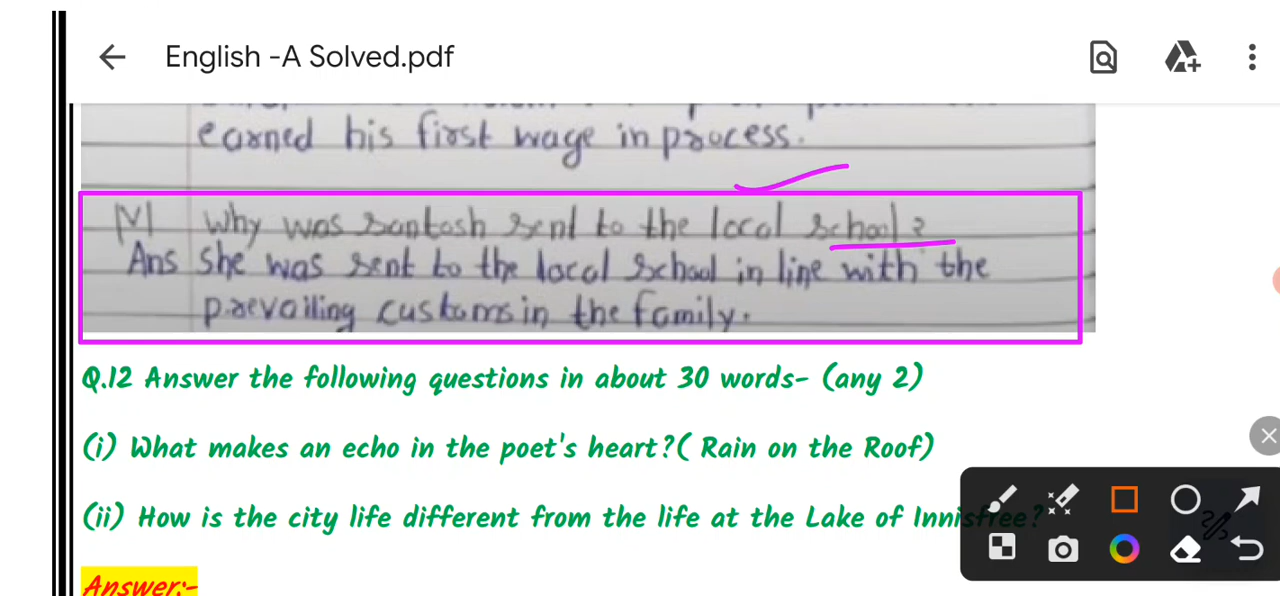 English -A Solved.pdf
earned his first wage in process.
Why was santosh sent to the local school?
Ans She was sent to the local school in line with the
prevailing customs in the family.
Q.12 Answer the following questions in about 30 words- (any 2)
(i) What makes an echo in the poet's heart?( Rain on the Roof)
(ii) How is the city life different from the life at the Lake of Innisfree?
Answer:-